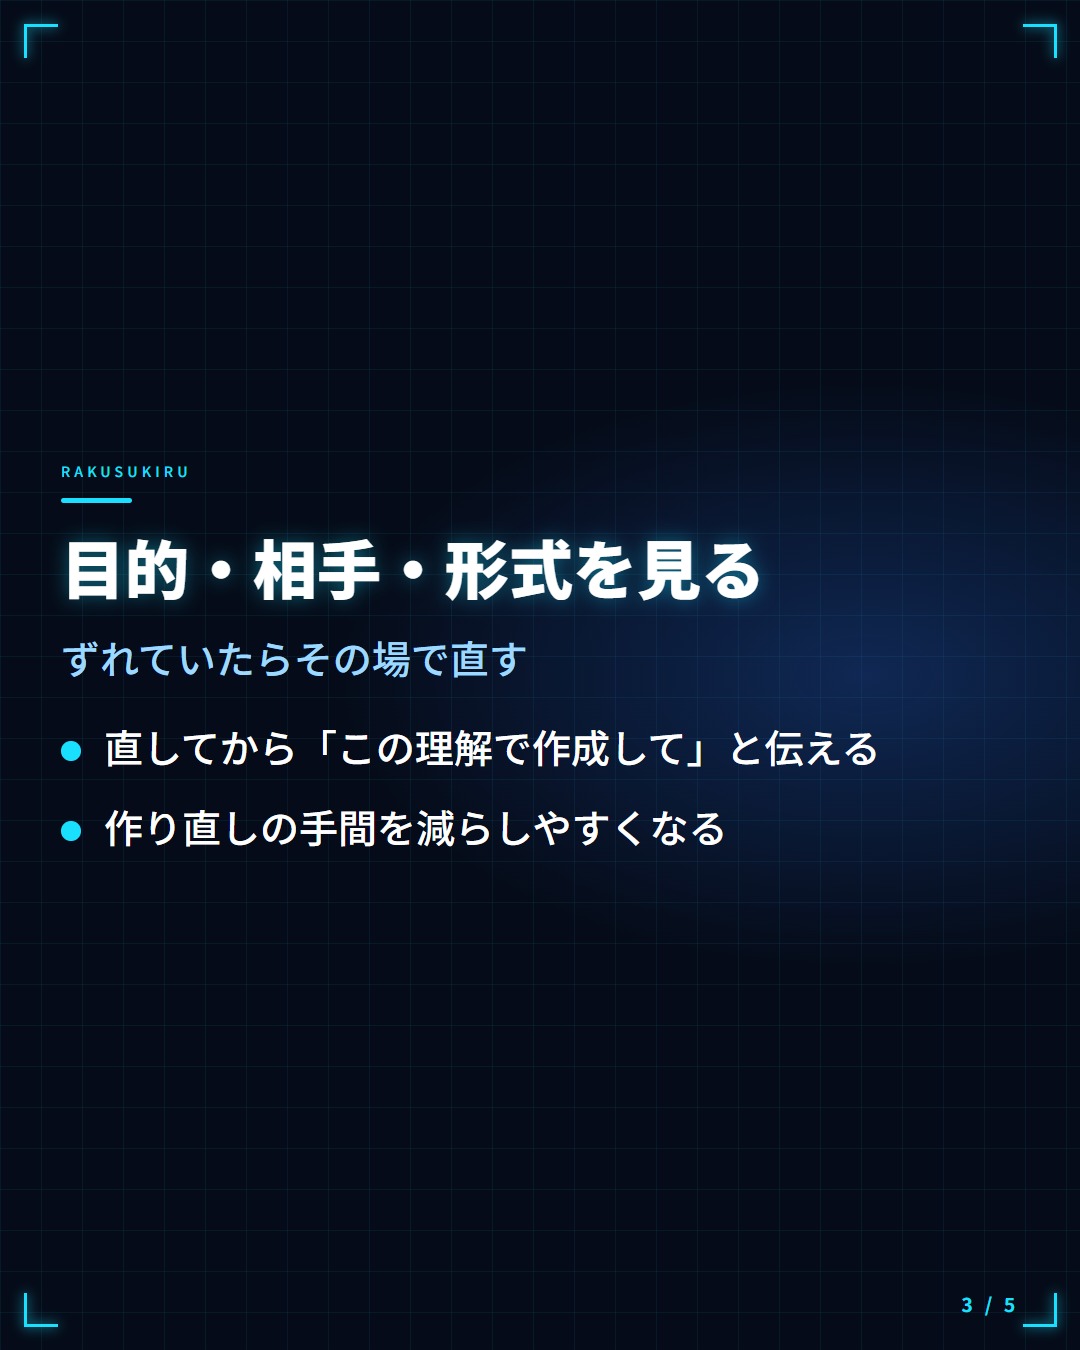 RAKUSUKIRU
目的・相手・形式を見る
ずれていたらその場で直す
直してから「この理解で作成して」と伝える
作り直しの手間を減らしやすくなる
3 / 5